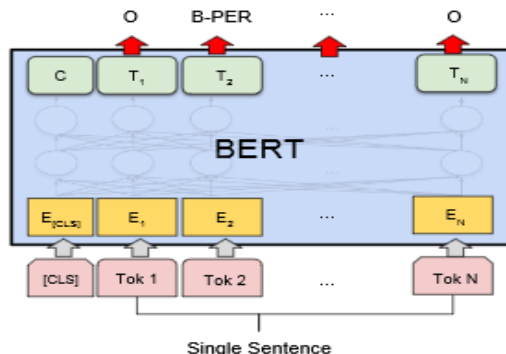 O B-PER ... O
C T1 T2 ... TN
...
...
BERT
E[CLS] E1 E2 ... EN
[CLS] Tok 1 Tok 2 ... Tok N
Single Sentence